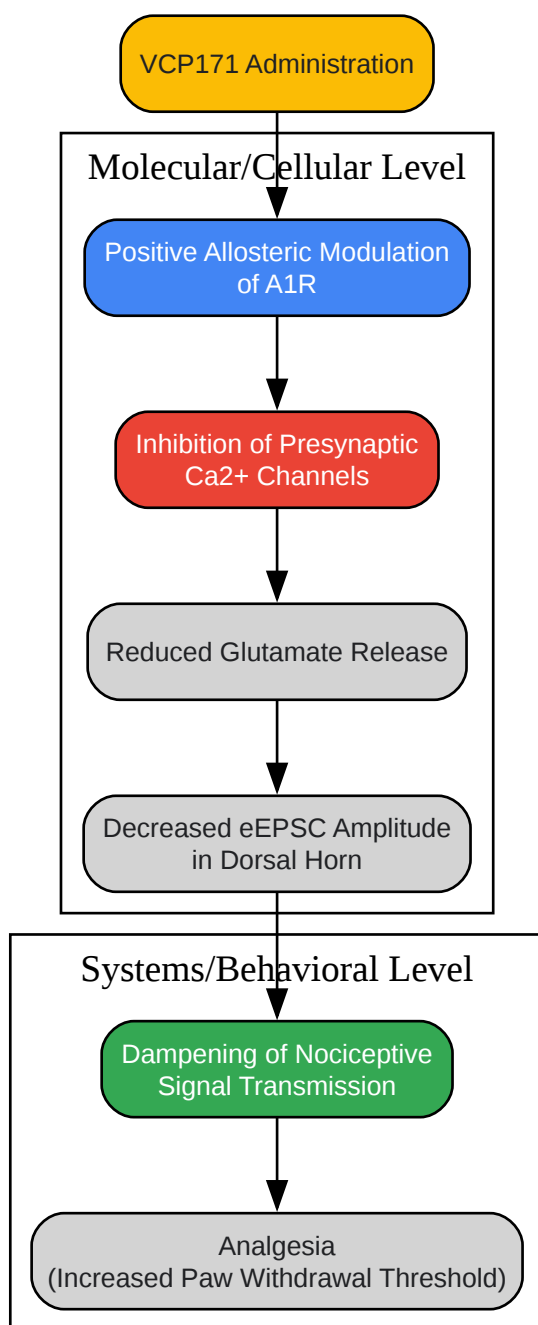 VCP171 Administration
Molecular/Cellular Level
Positive Allosteric Modulation
of A1R
Inhibition of Presynaptic
Ca2+ Channels
Reduced Glutamate Release
Decreased eEPSC Amplitude
in Dorsal Horn
Systems/Behavioral Level
Dampening of Nociceptive
Signal Transmission
Analgesia
(Increased Paw Withdrawal Threshold)